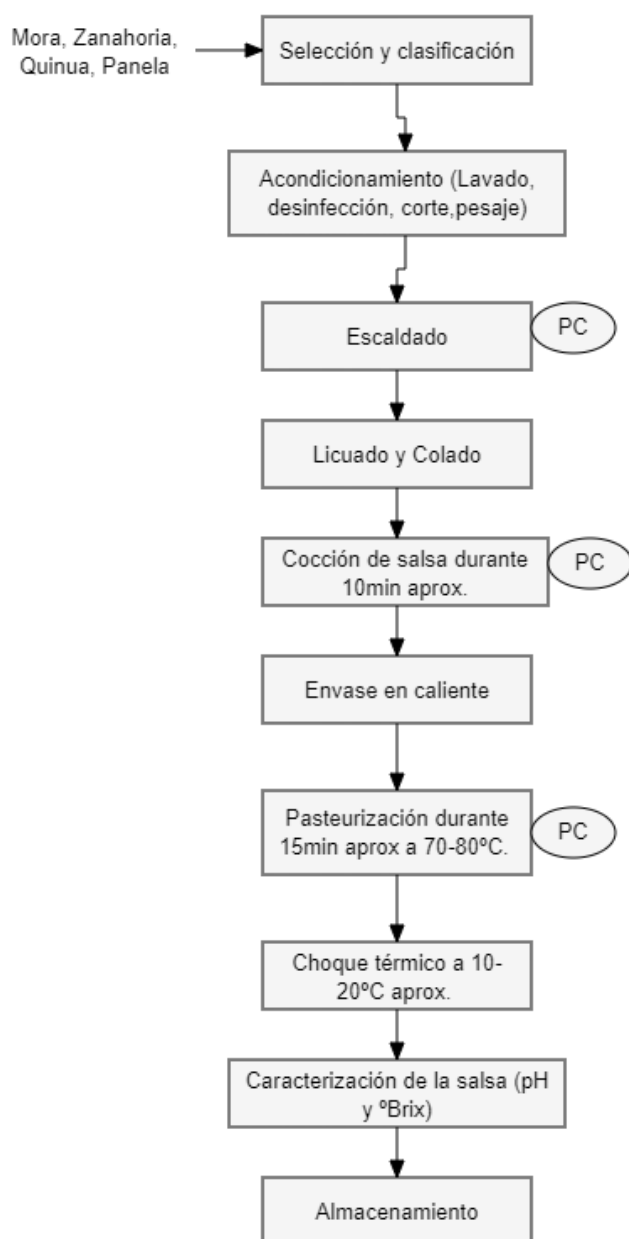 Mora, Zanahoria,
Quinua, Panela
Selección y clasificación
Acondicionamiento (Lavado,
desinfección, corte,pesaje)
Escaldado
PC
Licuado y Colado
Cocción de salsa durante
10min aprox.
PC
Envase en caliente
Pasteurización durante
15min aprox a 70-80ºC.
PC
Choque térmico a 10-
20ºC aprox.
Caracterización de la salsa (pH
y ºBrix)
Almacenamiento